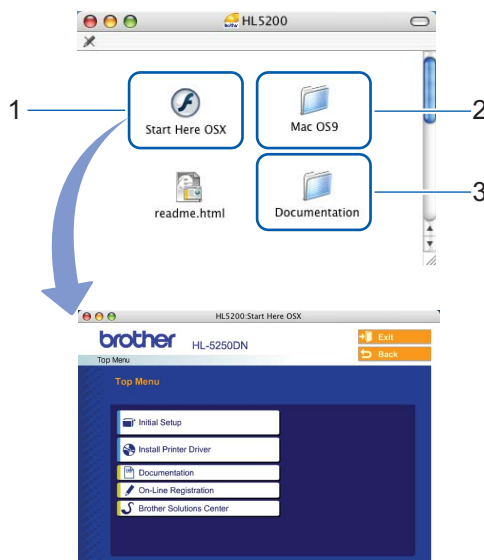 HL5200
1
Start Here OSX
Mac OS9
2
readme.html
Documentation
3
HL5200:Start Here OSX
brother HL-5250DN
Exit
Back
Top Menu
Top Menu
Initial Setup
Install Printer Driver
Documentation
On-Line Registration
Brother Solutions Center